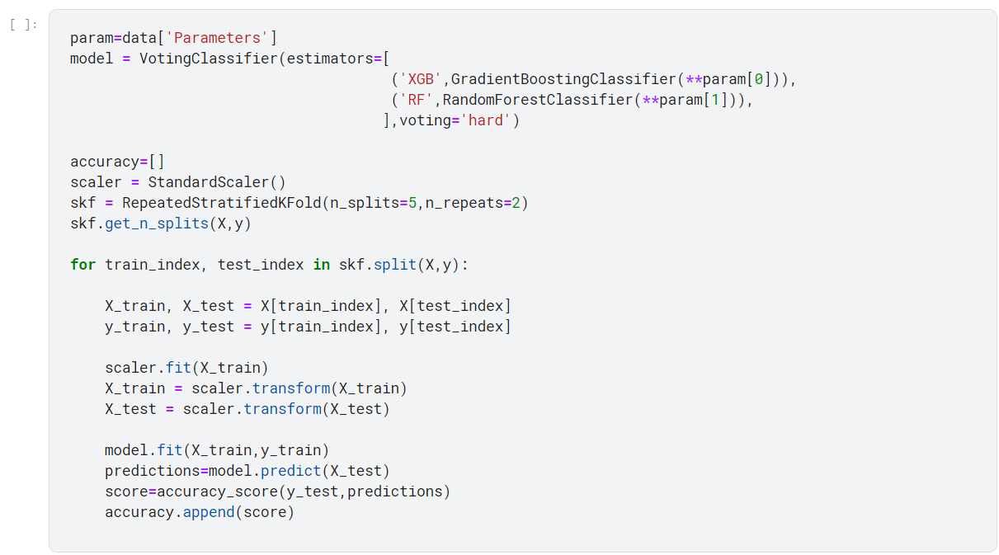 [ ]:
param=data['Parameters']
model = VotingClassifier(estimators=[
                                     ('XGB',GradientBoostingClassifier(**param[0])),
                                     ('RF',RandomForestClassifier(**param[1])),
                                    ],voting='hard')
accuracy=[]
scaler = StandardScaler()
skf = RepeatedStratifiedKFold(n_splits=5,n_repeats=2)
skf.get_n_splits(X,y)
for train_index, test_index in skf.split(X,y):
    X_train, X_test = X[train_index], X[test_index]
    y_train, y_test = y[train_index], y[test_index]
    scaler.fit(X_train)
    X_train = scaler.transform(X_train)
    X_test = scaler.transform(X_test)
    model.fit(X_train,y_train)
    predictions=model.predict(X_test)
    score=accuracy_score(y_test,predictions)
    accuracy.append(score)